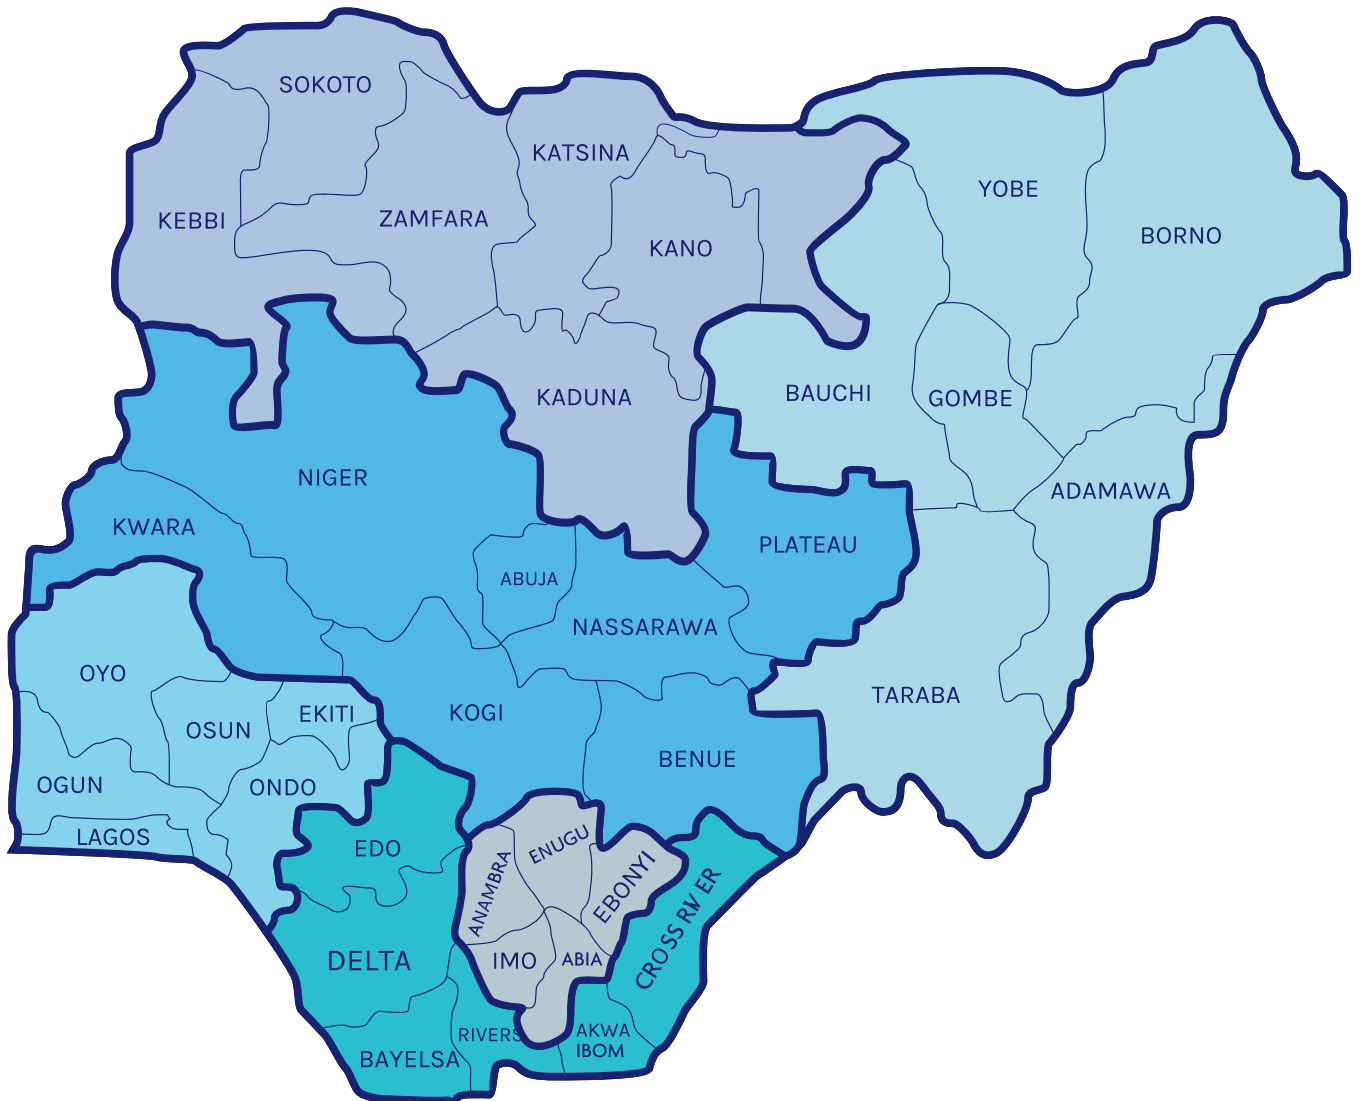 SOKOTO
KATSINA
YOBE
KEBBI
ZAMFARA
KANO
BORNO
KADUNA
BAUCHI
GOMBE
NIGER
ADAMAWA
KWARA
PLATEAU
ABUJA
NASSARAWA
OYO
TARABA
KOGI
EKITI
OSUN
BENUE
OGUN
ONDO
LAGOS
EDO
ENUGU
ANAMBRA
EBONYI
CROSS RIVER
DELTA
IMO
ABIA
RIVERS
AKWA
IBOM
BAYELSA